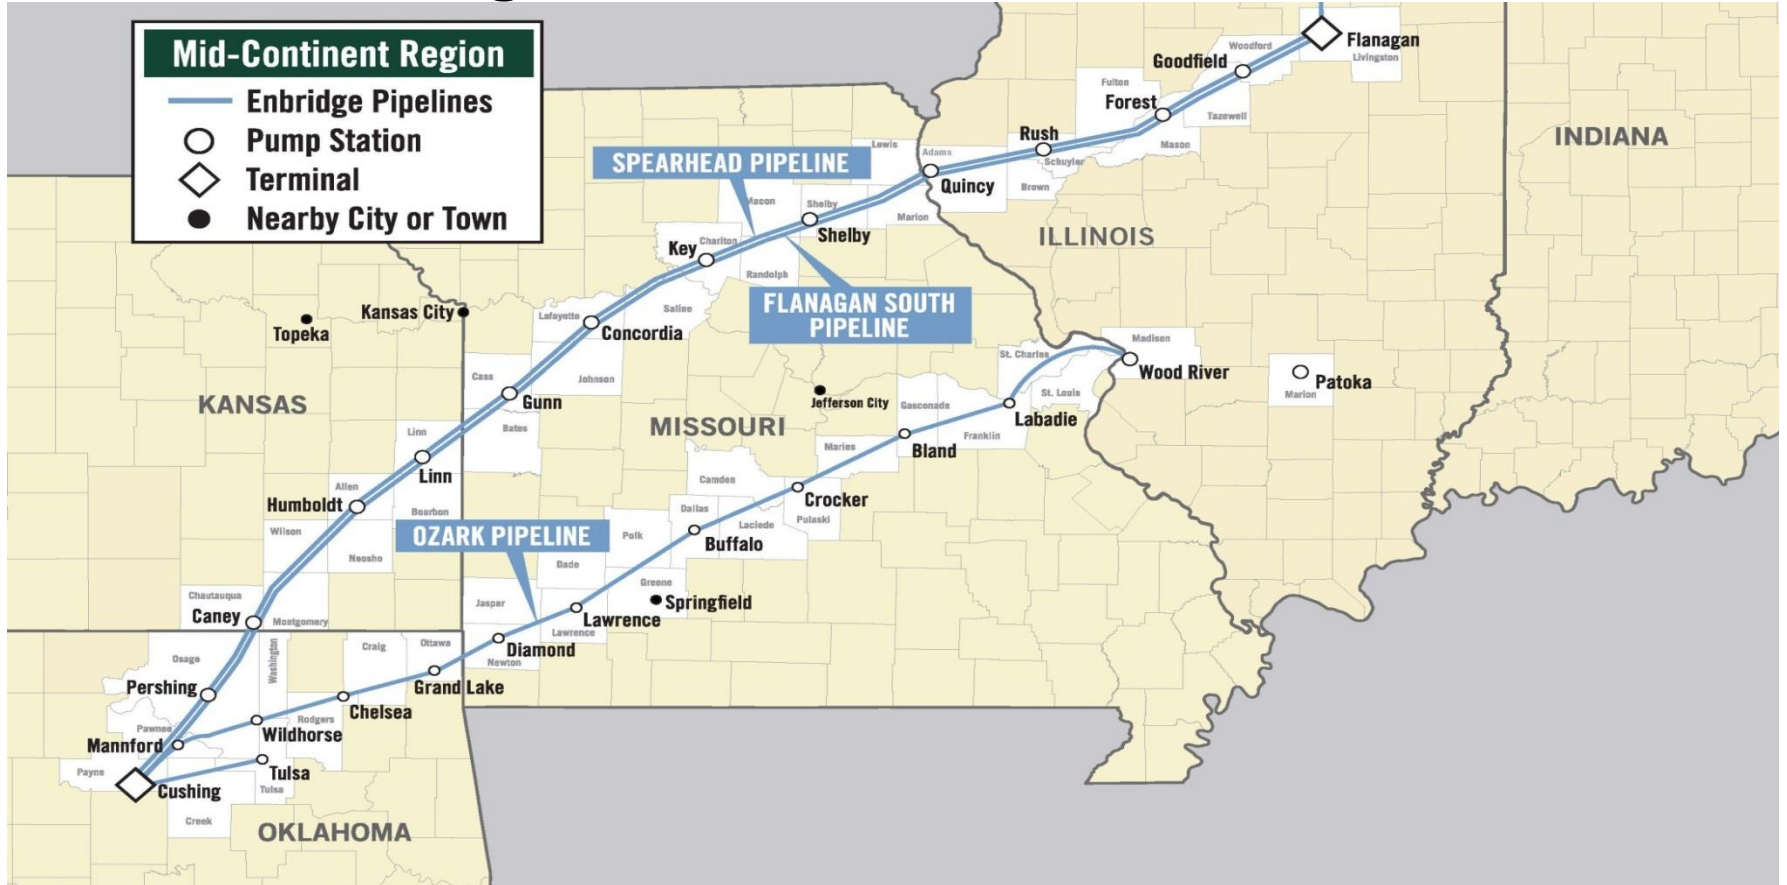 Mid-Continent Region
Enbridge Pipelines
Pump Station
Terminal
Nearby City or Town
Flanagan
Livingston
Woodford
Goodfield
Fulton
Forest
Tazewell
Rush
Mason
Schuyler
Adams
Quincy
Brown
Lewis
INDIANA
SPEARHEAD PIPELINE
Macon
Shelby
Shelby
Marion
ILLINOIS
Key
Chariton
Randolph
FLANAGAN SOUTH
PIPELINE
Kansas City
Topeka
Lafayette
Saline
Concordia
St. Charles
Madison
Wood River
Patoka
Marion
Cass
Johnson
Gunn
KANSAS
Jefferson City
MISSOURI
Gasconade
St. Louis
Labadie
Bates
Linn
Linn
Maries
Bland
Franklin
Allen
Humboldt
Bourbon
Camden
Crocker
Wilson
Neosho
OZARK PIPELINE
Polk
Dallas
Laclede
Pulaski
Buffalo
Dade
Greene
Chautauqua
Caney
Montgomery
Jasper
Springfield
Lawrence
Lawrence
Diamond
Newton
Osage
Washington
Craig
Ottawa
Pershing
Grand Lake
Chelsea
Pawnee
Rodgers
Wildhorse
Mannford
Payne
Tulsa
Cushing
Tulsa
Creek
OKLAHOMA